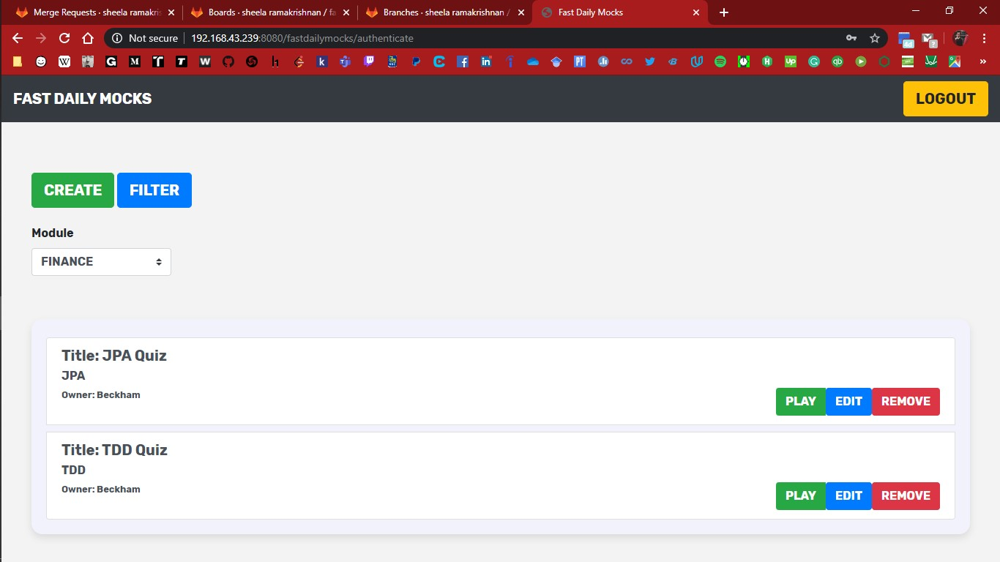 Merge Requests · sheela ramakris
Boards · sheela ramakrishnan / fa
Branches · sheela ramakrishnan /
Fast Daily Mocks
Not secure
192.168.43.239:8080/fastdailymocks/authenticate
FAST DAILY MOCKS
LOGOUT
CREATE FILTER
Module
FINANCE
Title: JPA Quiz
JPA
Owner: Beckham
PLAY EDIT REMOVE
Title: TDD Quiz
TDD
Owner: Beckham
PLAY EDIT REMOVE